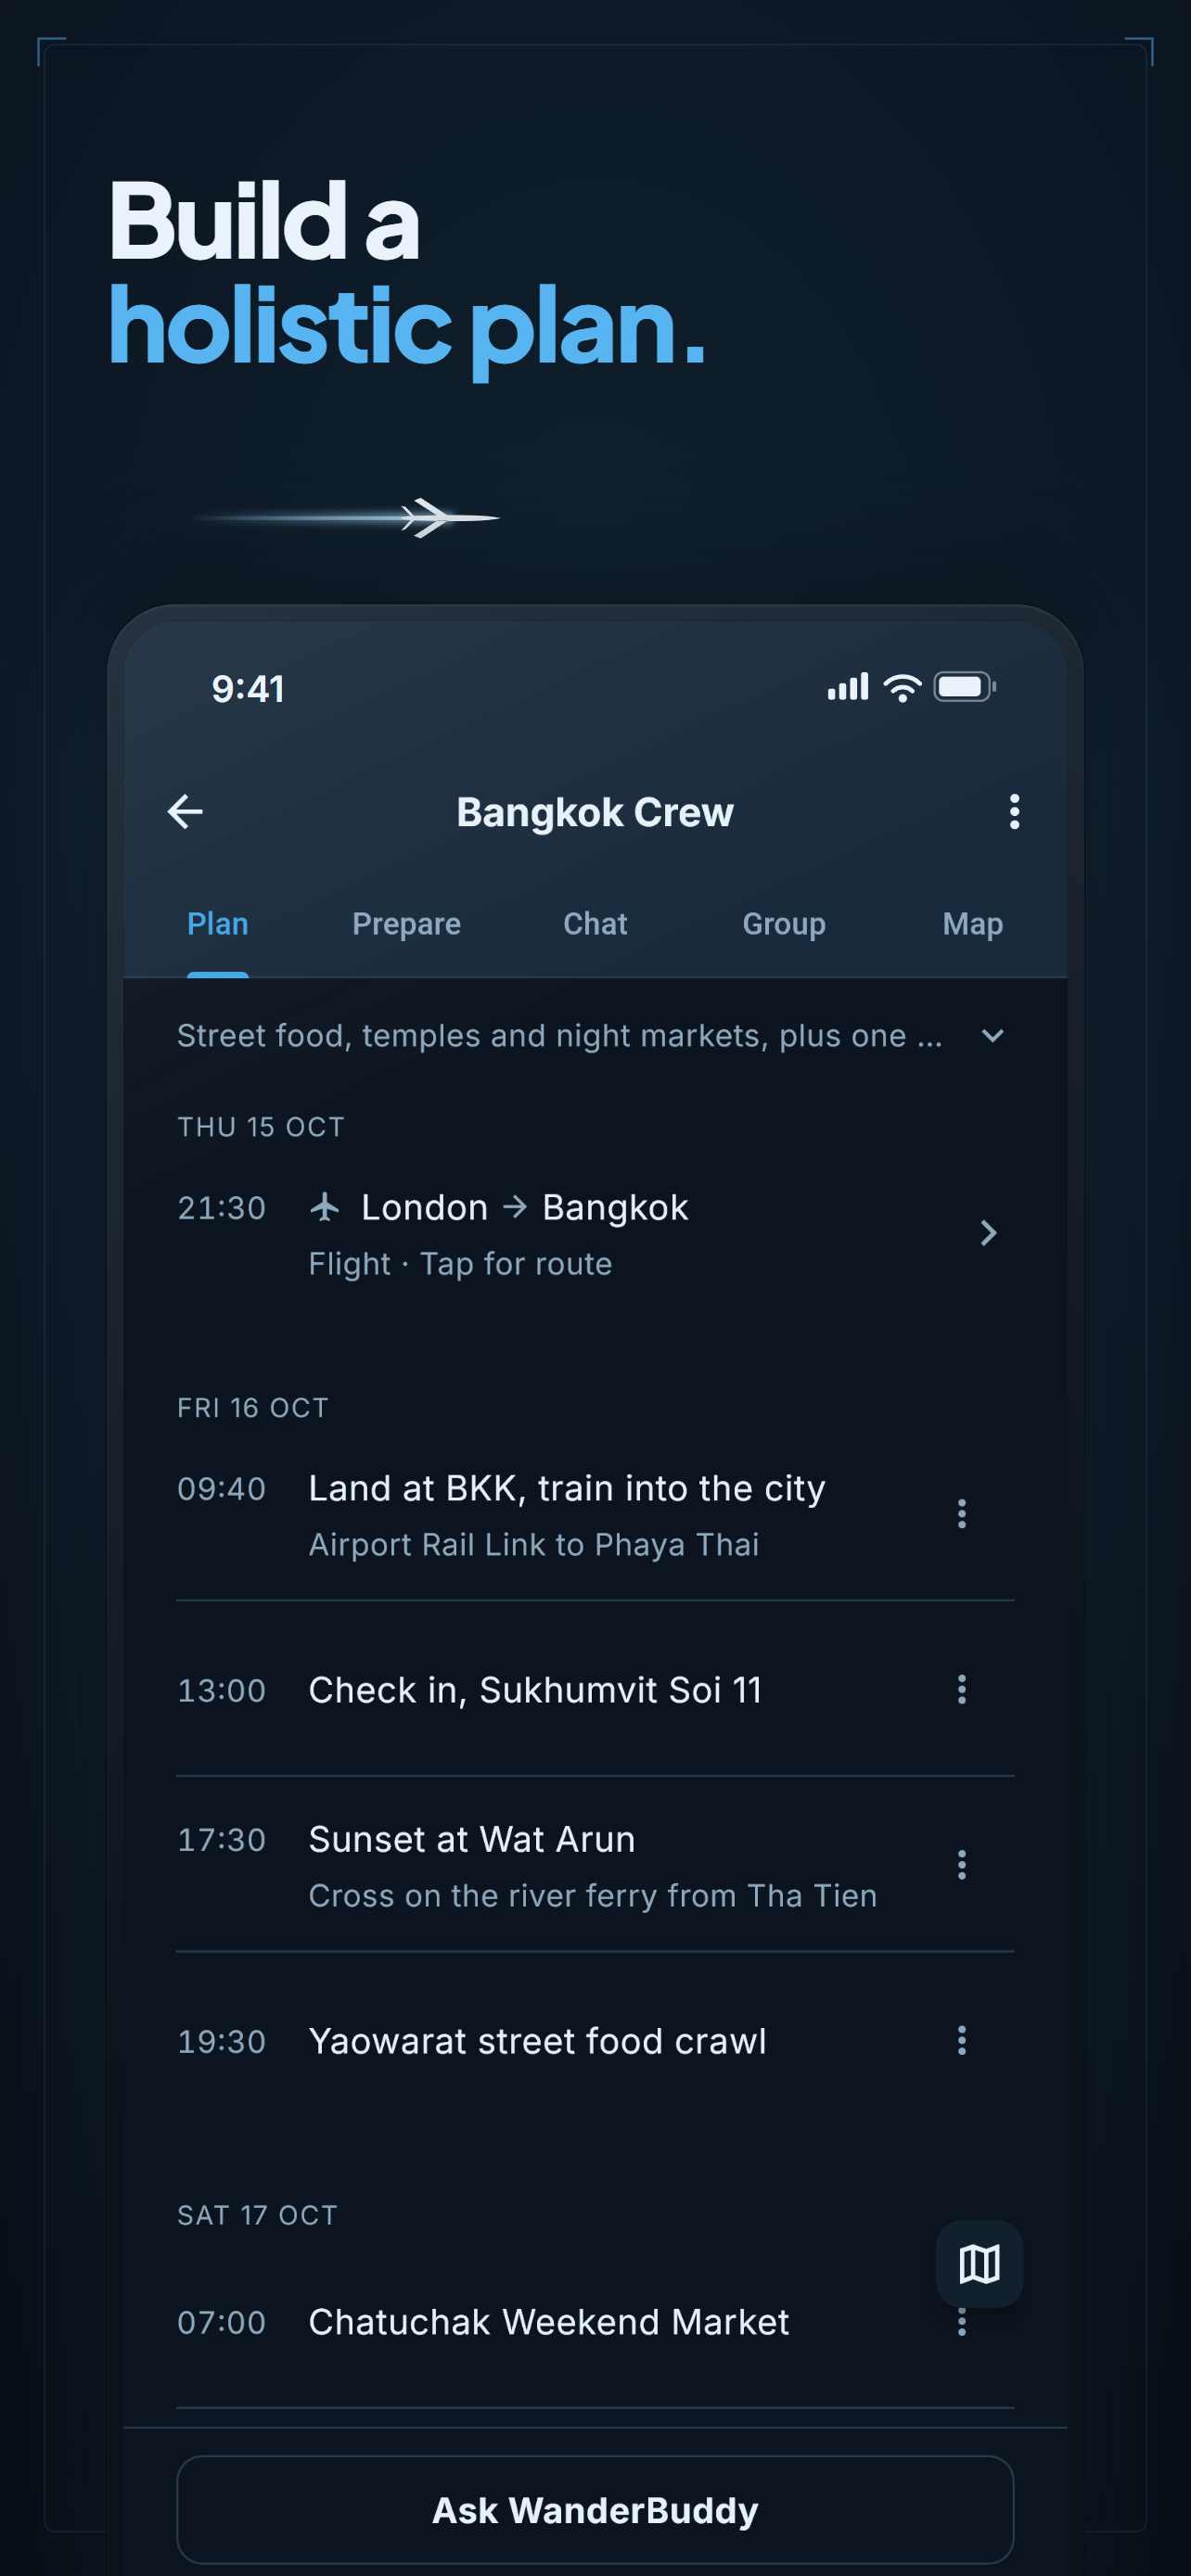 Build a
holistic plan.
9:41
Bangkok Crew
Plan Prepare Chat Group Map
Street food, temples and night markets, plus one ...
THU 15 OCT
21:30 London → Bangkok
Flight · Tap for route
FRI 16 OCT
09:40 Land at BKK, train into the city
Airport Rail Link to Phaya Thai
13:00 Check in, Sukhumvit Soi 11
17:30 Sunset at Wat Arun
Cross on the river ferry from Tha Tien
19:30 Yaowarat street food crawl
SAT 17 OCT
07:00 Chatuchak Weekend Market
Ask WanderBuddy